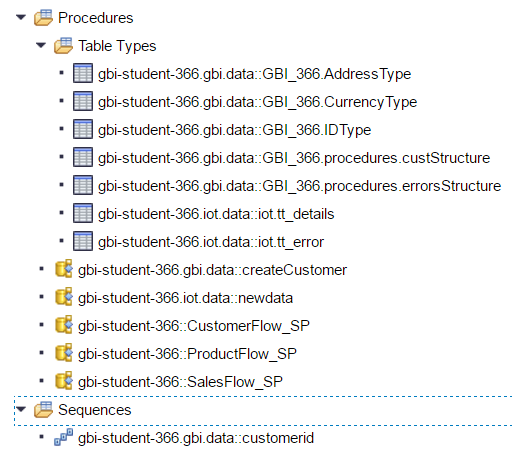 Procedures
Table Types
gbi-student-366.gbi.data::GBI_366.AddressType
gbi-student-366.gbi.data::GBI_366.CurrencyType
gbi-student-366.gbi.data::GBI_366.IDType
gbi-student-366.gbi.data::GBI_366.procedures.custStructure
gbi-student-366.gbi.data::GBI_366.procedures.errorsStructure
gbi-student-366.iot.data::iot.tt_details
gbi-student-366.iot.data::iot.tt_error
gbi-student-366.gbi.data::createCustomer
gbi-student-366.iot.data::newdata
gbi-student-366::CustomerFlow_SP
gbi-student-366::ProductFlow_SP
gbi-student-366::SalesFlow_SP
Sequences
gbi-student-366.gbi.data::customerid